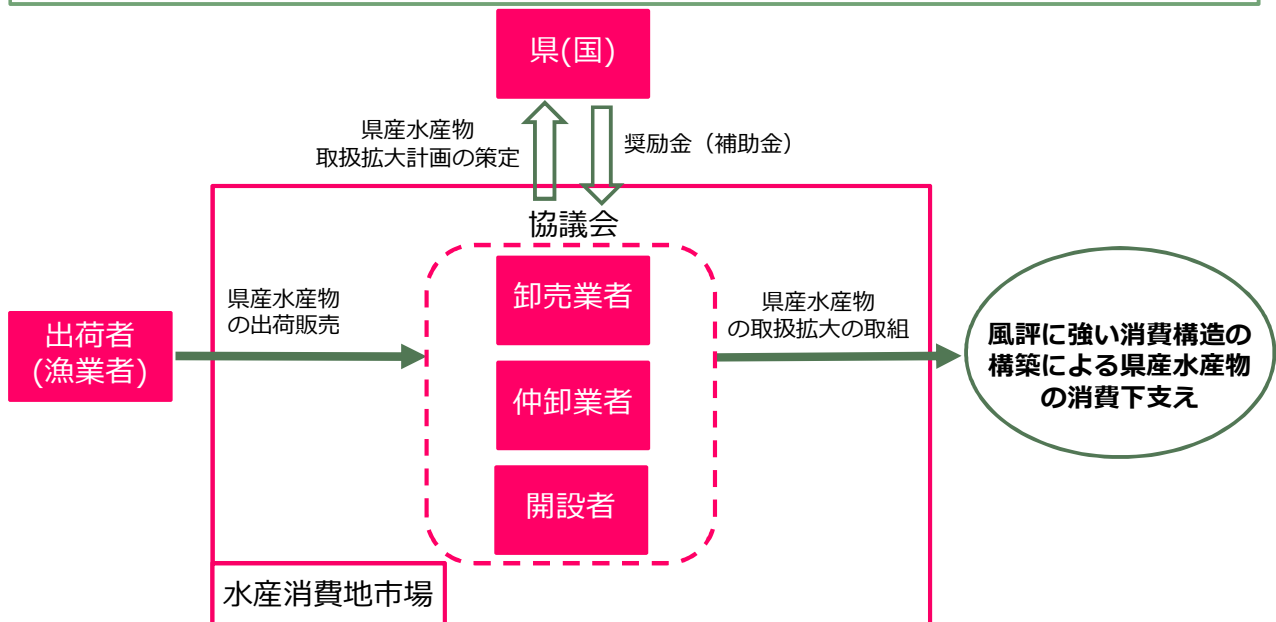 県(国)
県産水産物
取扱拡大計画の策定
奨励金（補助金）
協議会
卸売業者
仲卸業者
開設者
県産水産物
の出荷販売
出荷者
(漁業者)
県産水産物
の取扱拡大の取組
風評に強い消費構造の
構築による県産水産物
の消費下支え
水産消費地市場